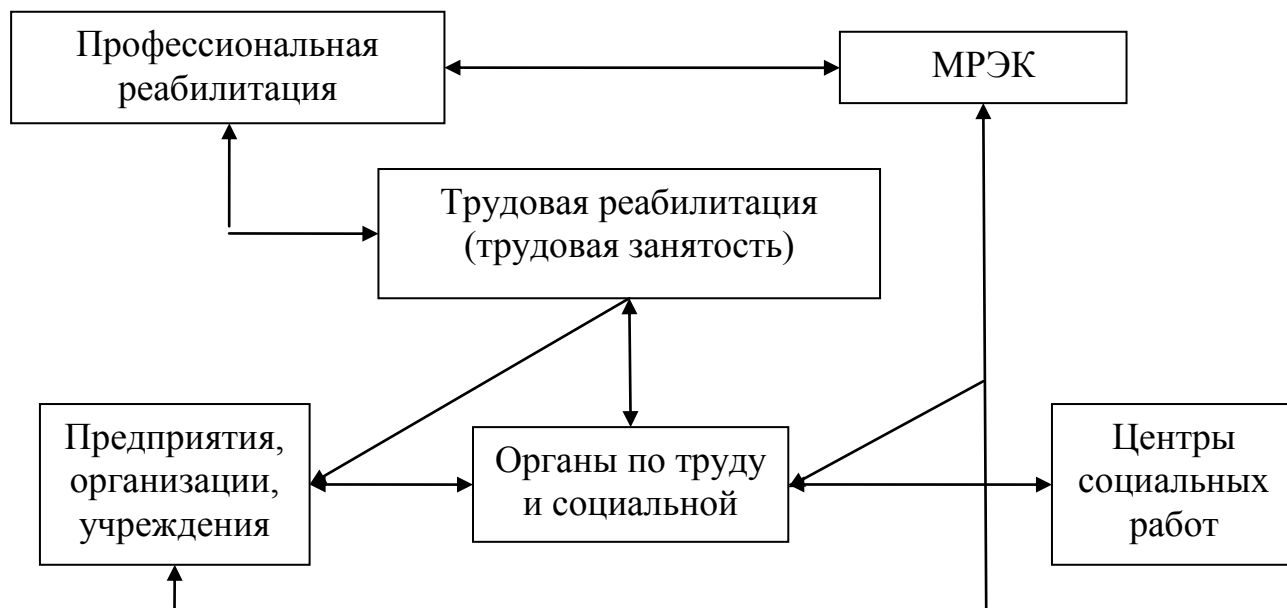 Профессиональная
реабилитация
МРЭК
Трудовая реабилитация
(трудовая занятость)
Предприятия,
организации,
учреждения
Органы по труду
и социальной
Центры
социальных
работ